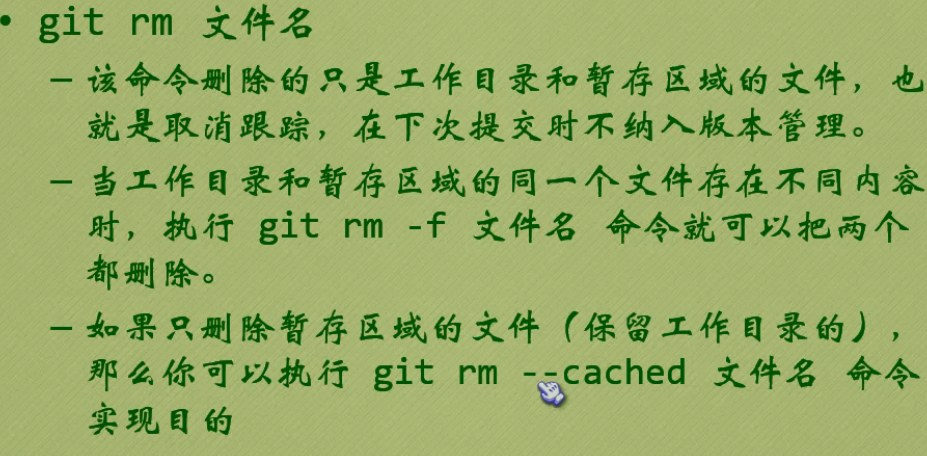 • git rm 文件名
– 该命令删除的只是工作目录和暂存区域的文件，也
就是取消跟踪，在下次提交时不纳入版本管理。
– 当工作目录和暂存区域的同一个文件存在不同内容
时，执行 git rm -f 文件名 命令就可以把两个
都删除。
– 如果只删除暂存区域的文件（保留工作目录的），
那么你可以执行 git rm --cached 文件名 命令
实现目的